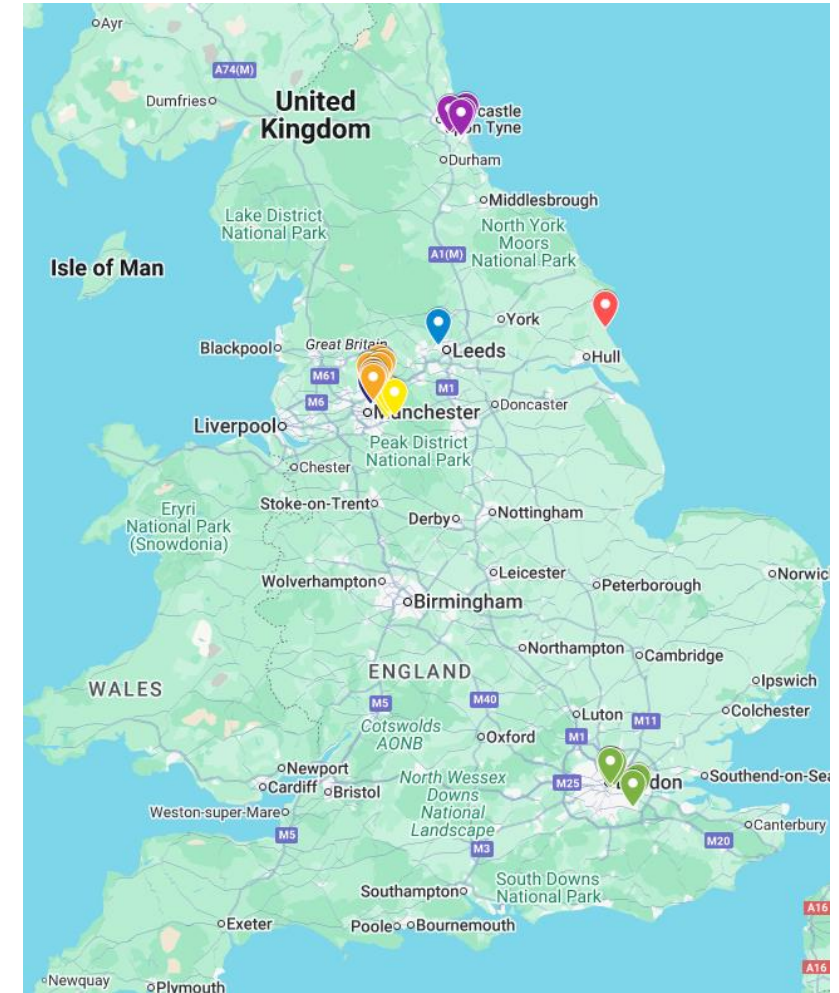 Ayr
A74(M)
Dumfries
United
Kingdom
castle
pon Tyne
Durham
Middlesbrough
Lake District
National Park
North York
Moors
National Park
A1(M)
Isle of Man
York
Blackpool
Great Britain
Leeds
Hull
M61
M1
M6
Manchester
Doncaster
Liverpool
Peak District
National Park
Chester
Eryri
National Park
(Snowdonia)
Stoke-on-Trent
Derby
Nottingham
Wolverhampton
Leicester
Norwic
Peterborough
Birmingham
Northampton
Cambridge
WALES
ENGLAND
Ipswich
M5
M40
Luton
M11
Colchester
Cotswolds
AONB
Oxford
M1
Newport
Cardiff
Bristol
North Wessex
Downs
National
Landscape
M25
don
Southend-on-Sea
Weston-super-Mare
M5
Canterbury
M3
M20
Southampton
South Downs
National Park
Exeter
Poole
Bournemouth
A16
Newquay
Plymouth
A16